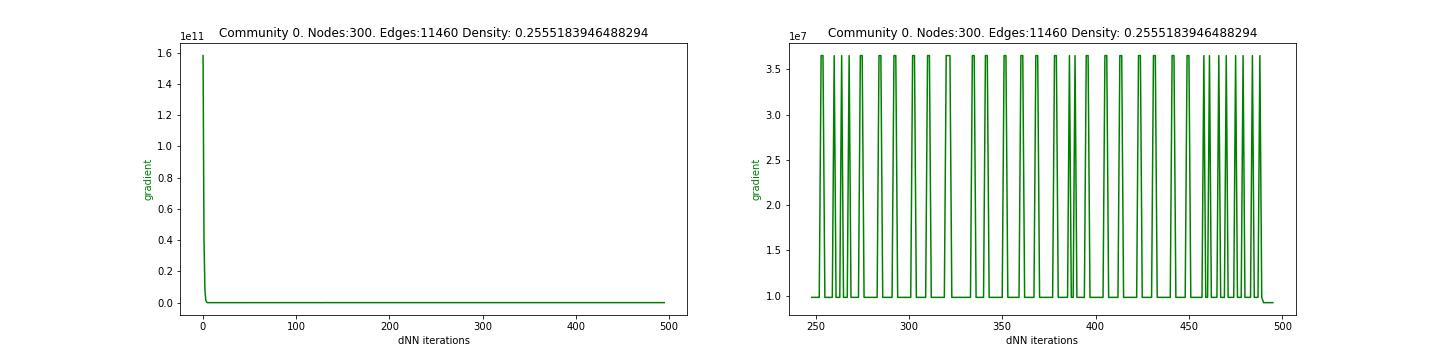 Community 0. Nodes:300. Edges:11460 Density: 0.2555183946488294
1e11
1.6
1.4
1.2
1.0
0.8
0.6
0.4
0.2
0.0
gradient
0 100 200 300 400 500
dNN iterations
Community 0. Nodes:300. Edges:11460 Density: 0.2555183946488294
1e7
3.5
3.0
2.5
2.0
1.5
1.0
gradient
250 300 350 400 450 500
dNN iterations